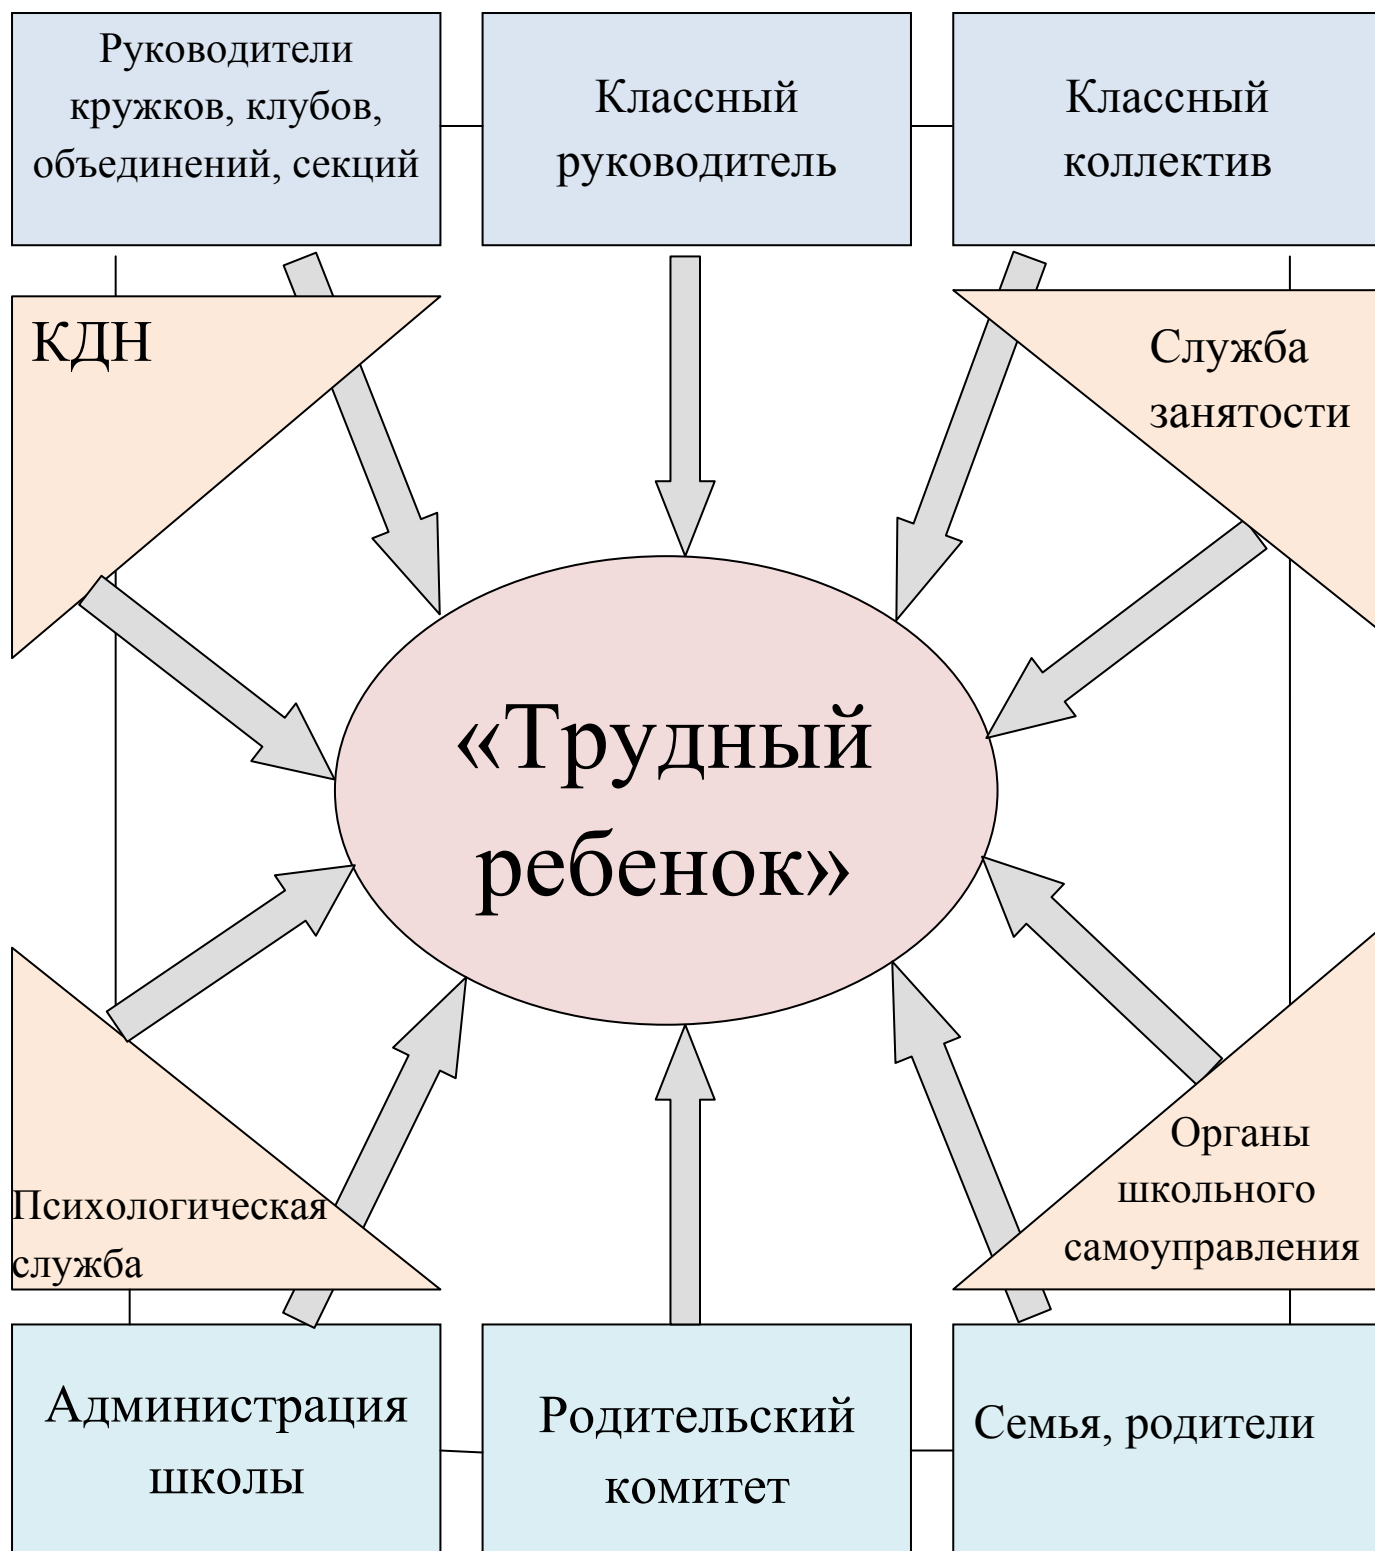 Руководители
кружков, клубов,
объединений, секций
Классный
руководитель
Классный
коллектив
КДН
Служба
занятости
«Трудный
ребенок»
Психологическая
служба
Органы
школьного
самоуправления
Администрация
школы
Родительский
комитет
Семья, родители